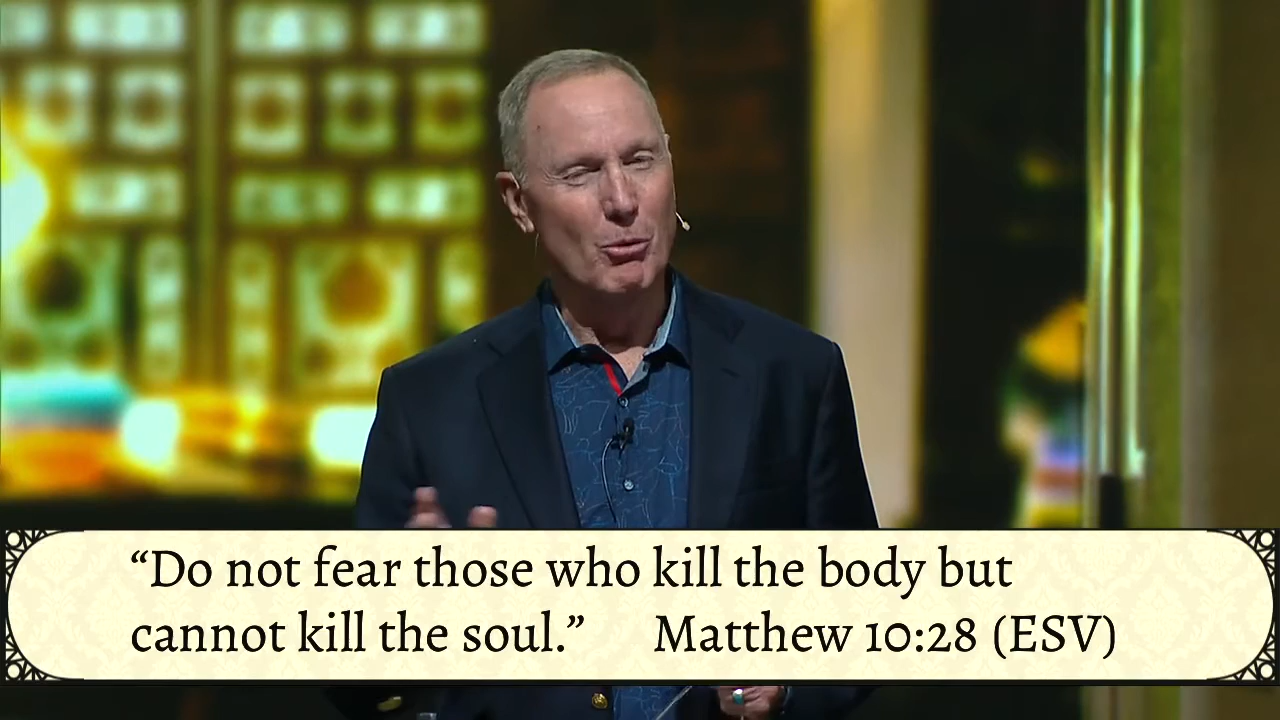 “Do not fear those who kill the body but
cannot kill the soul.” Matthew 10:28 (ESV)